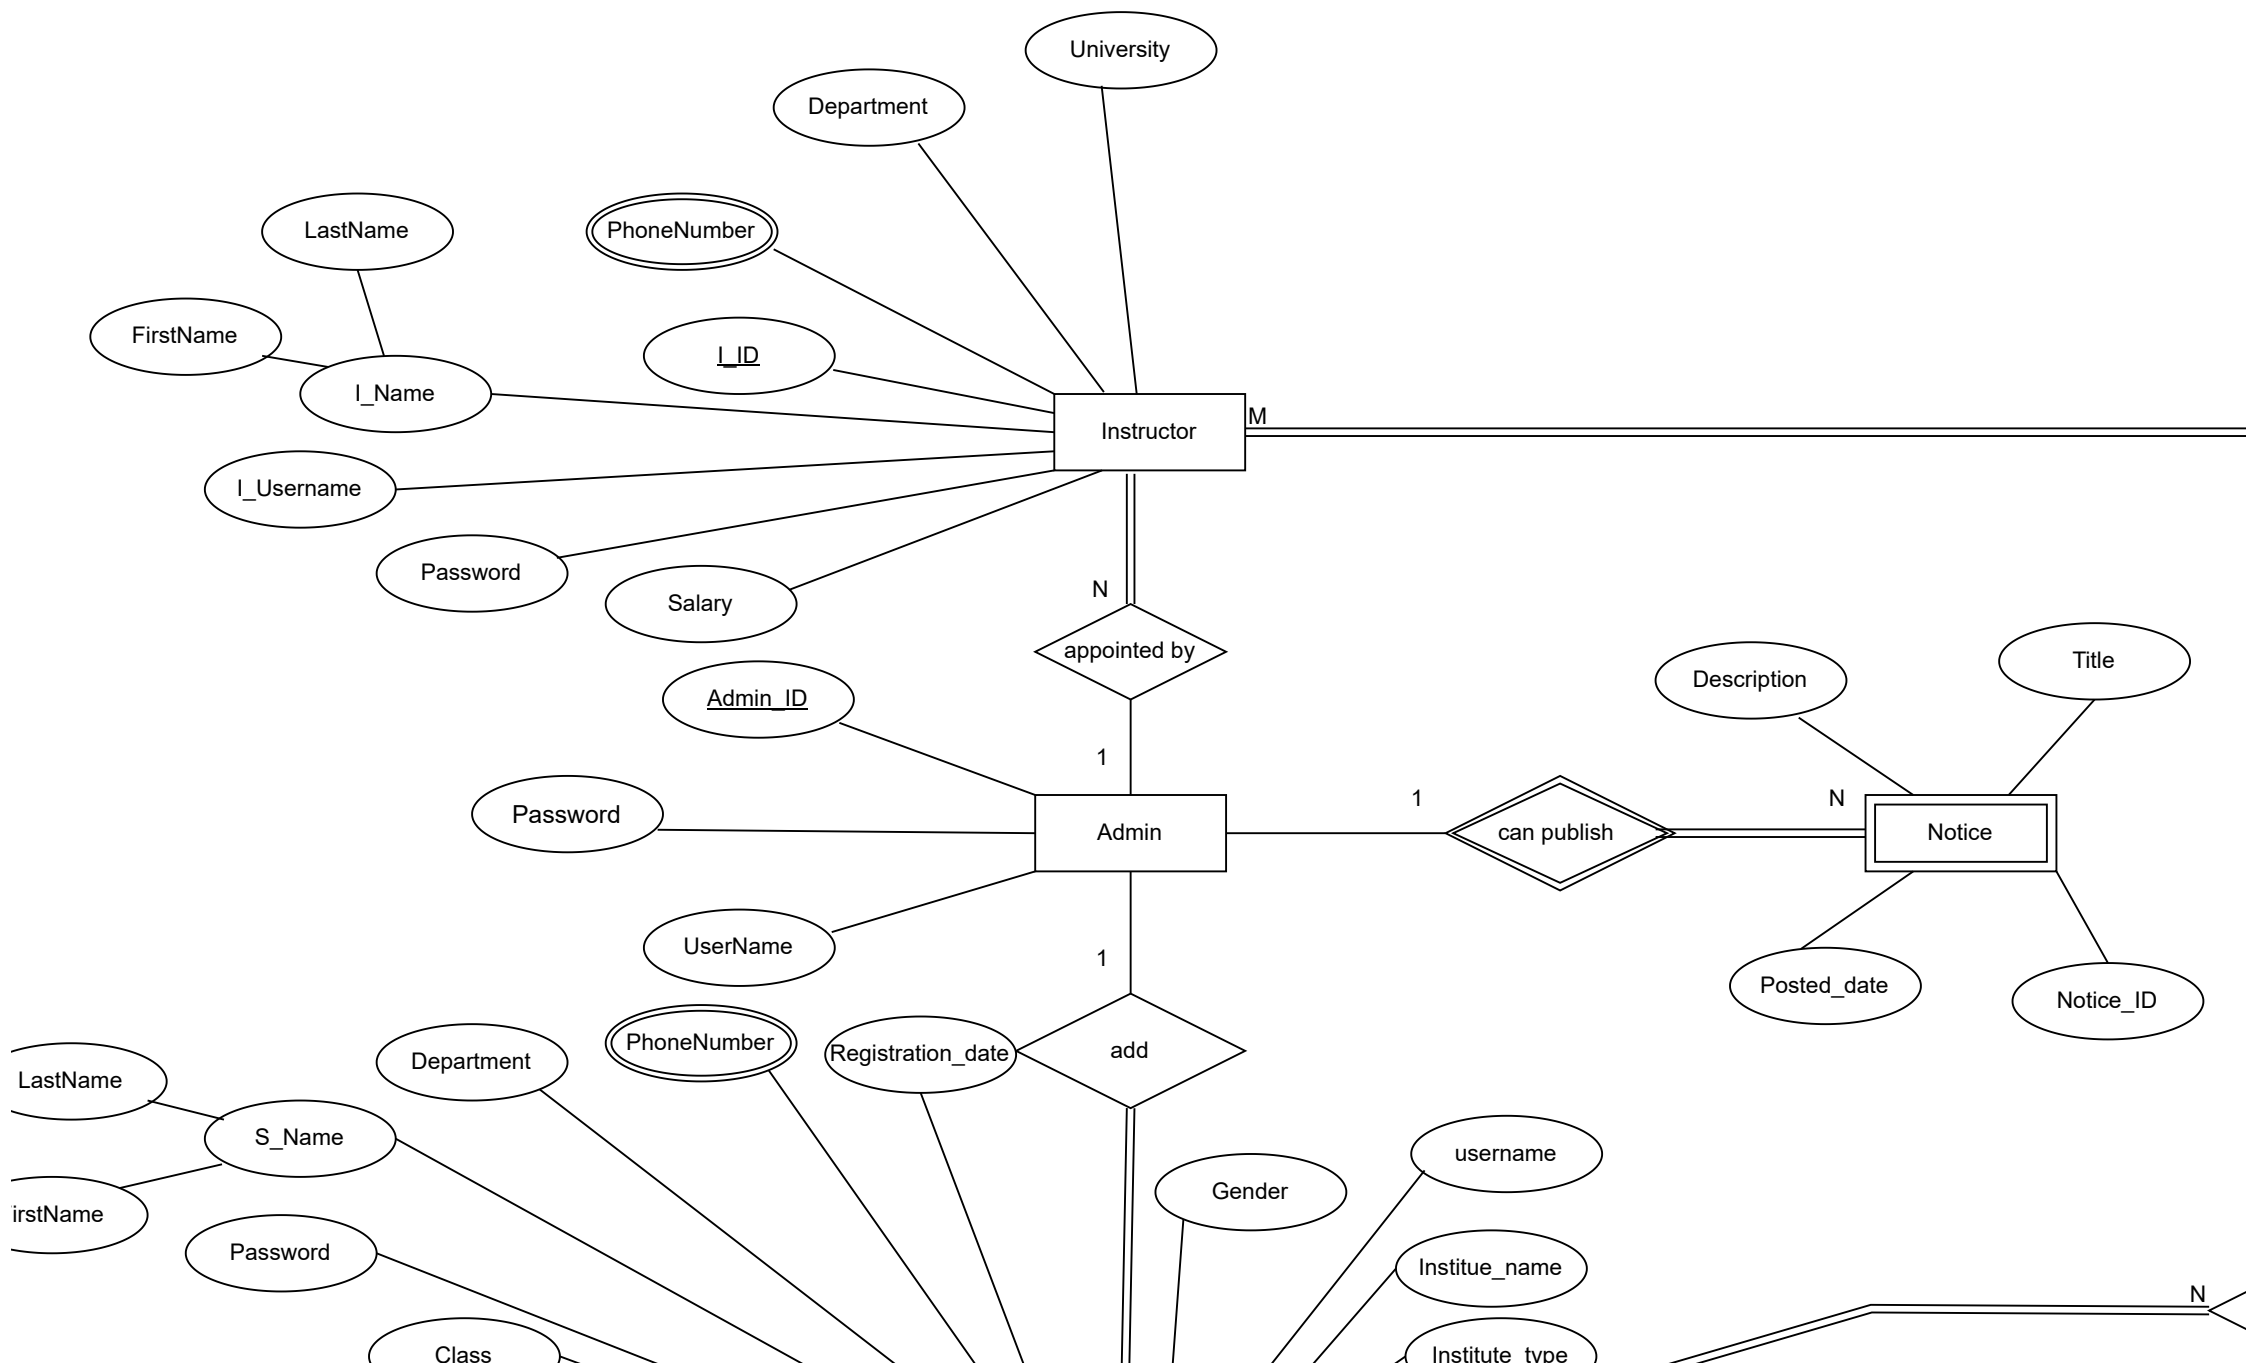 University
Department
PhoneNumber
LastName
FirstName
I_ID
I_Name
Instructor
M
I_Username
Password
Salary
N
appointed by
Admin_ID
1
Password
Admin
UserName
1
can publish
N
Description
Title
Notice
Posted_date
Notice_ID
1
add
Registration_date
PhoneNumber
Department
LastName
S_Name
irstName
Password
Class
Gender
username
Institue_name
Institute_type
N